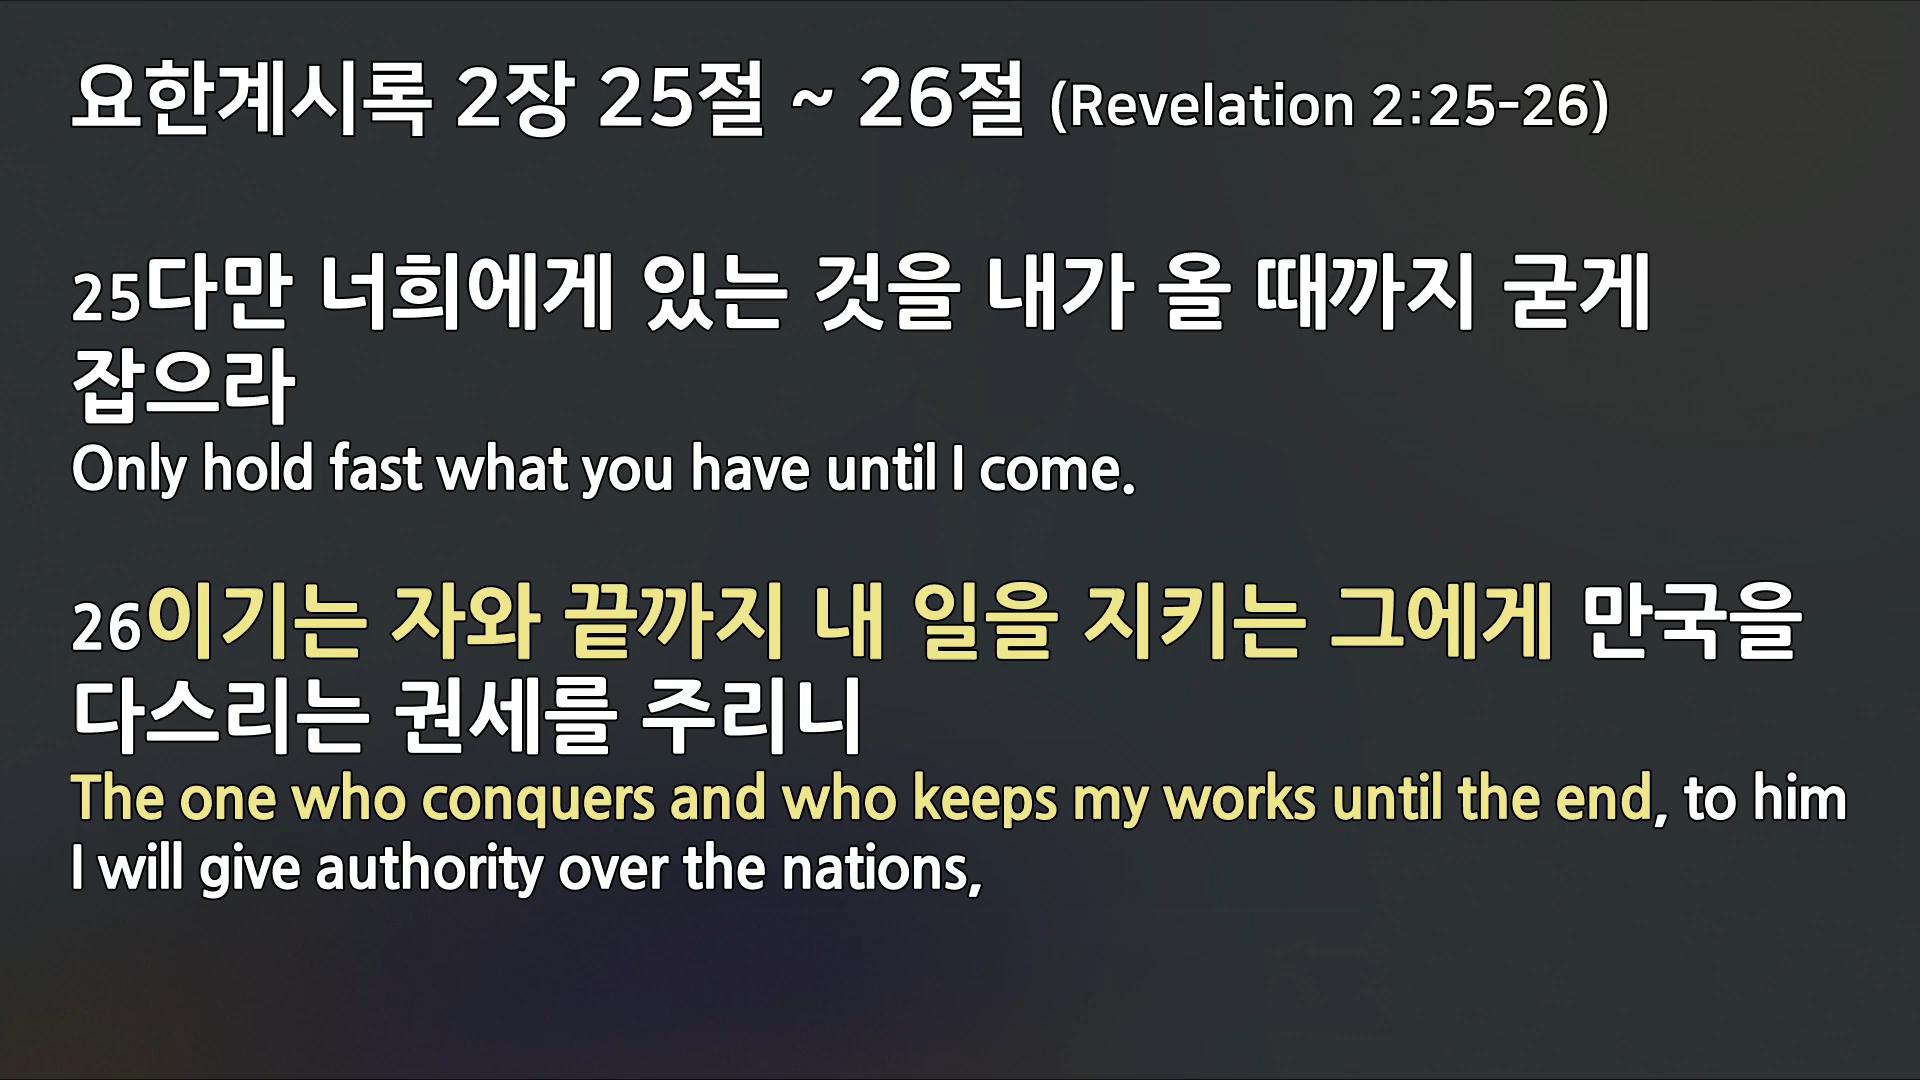 요한계시록 2장 25절 ~ 26절 (Revelation 2:25-26)
25다만 너희에게 있는 것을 내가 올 때까지 굳게
잡으라
Only hold fast what you have until I come.
26이기는 자와 끝까지 내 일을 지키는 그에게 만국을
다스리는 권세를 주리니
The one who conquers and who keeps my works until the end, to him
I will give authority over the nations,